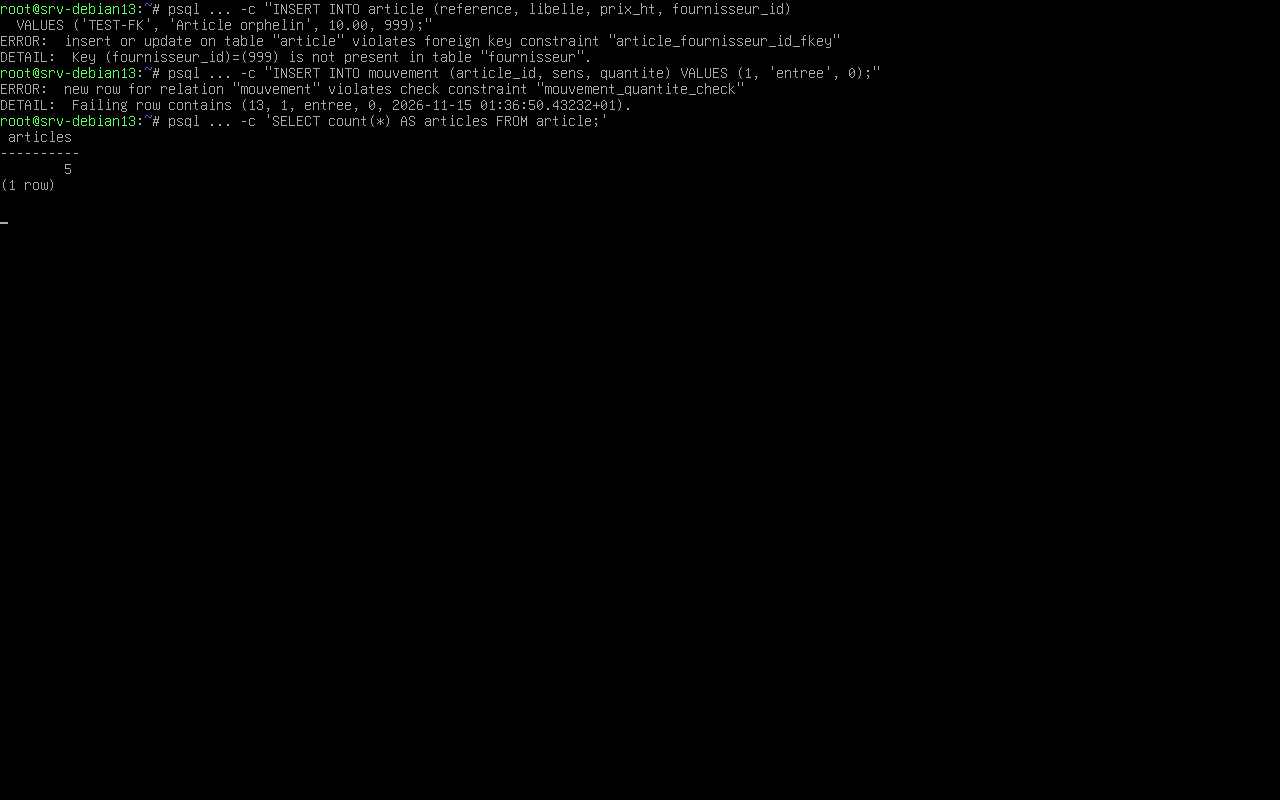 root@srv-debian13:~# psql ... -c "INSERT INTO article (reference, libelle, prix_ht, fournisseur_id)
  VALUES ('TEST-FK', 'Article orphelin', 10.00, 999);"
ERROR:  insert or update on table "article" violates foreign key constraint "article_fournisseur_id_fkey"
DETAIL:  Key (fournisseur_id)=(999) is not present in table "fournisseur".
root@srv-debian13:~# psql ... -c "INSERT INTO mouvement (article_id, sens, quantite) VALUES (1, 'entree', 0);"
ERROR:  new row for relation "mouvement" violates check constraint "mouvement_quantite_check"
DETAIL:  Failing row contains (13, 1, entree, 0, 2026-11-15 01:36:50.43232+01).
root@srv-debian13:~# psql ... -c 'SELECT count(*) AS articles FROM article;'
 articles
----------
        5
(1 row)